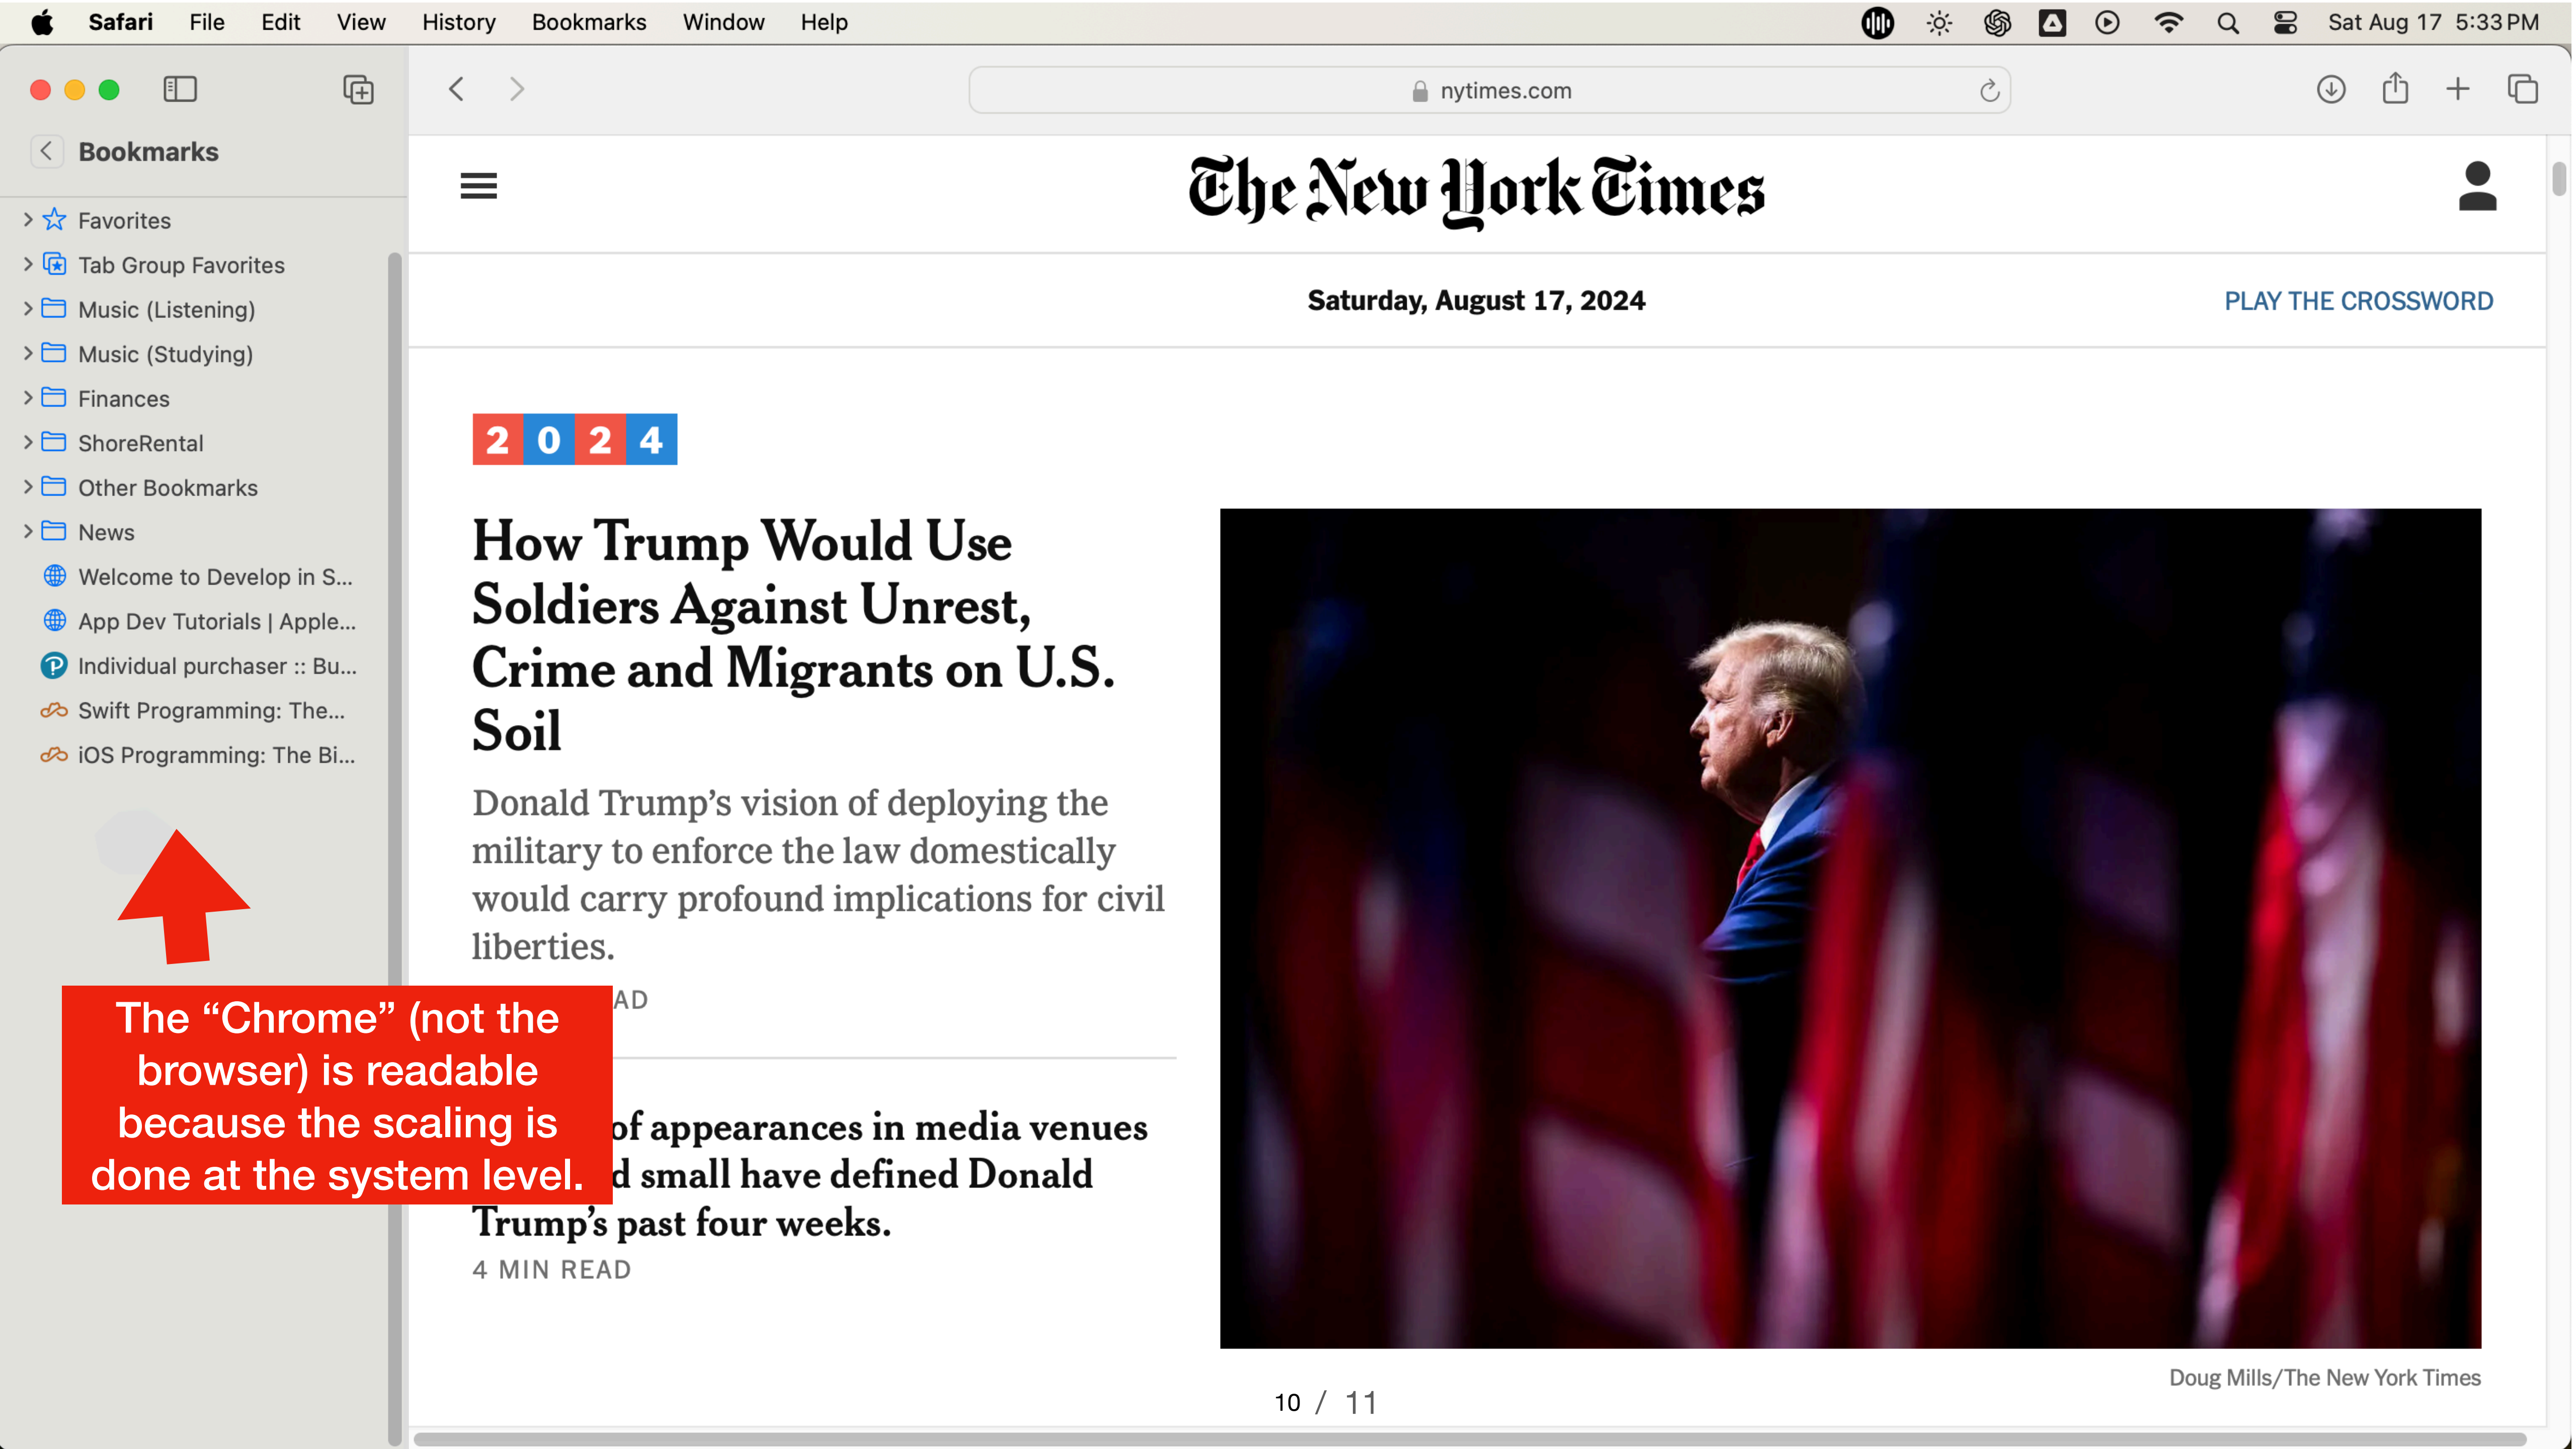 Safari File Edit View History Bookmarks Window Help Sat Aug 17 5:33 PM
nytimes.com
Bookmarks
Favorites
Tab Group Favorites
Music (Listening)
Music (Studying)
Finances
ShoreRental
Other Bookmarks
News
Welcome to Develop in S...
App Dev Tutorials | Apple...
Individual purchaser :: Bu...
Swift Programming: The...
iOS Programming: The Bi...
The “Chrome” (not the
browser) is readable
because the scaling is
done at the system level.
The New York Times
Saturday, August 17, 2024
PLAY THE CROSSWORD
2024
How Trump Would Use
Soldiers Against Unrest,
Crime and Migrants on U.S.
Soil
Donald Trump’s vision of deploying the
military to enforce the law domestically
would carry profound implications for civil
liberties.
of appearances in media venues
small have defined Donald
Trump’s past four weeks.
4 MIN READ
Doug Mills/The New York Times
10 / 11